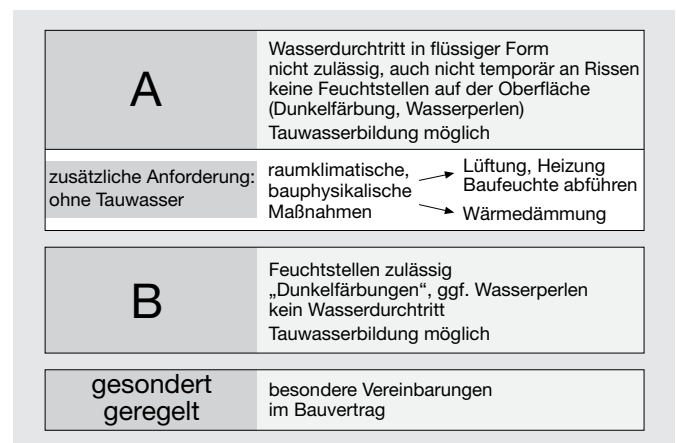 A
Wasserdurchtritt in flüssiger Form
nicht zulässig, auch nicht temporär an Rissen
keine Feuchtstellen auf der Oberfläche
(Dunkelfärbung, Wasserperlen)
Tauwasserbildung möglich
zusätzliche Anforderung:
ohne Tauwasser
raumklimatische,
bauphysikalische
Maßnahmen
Lüftung, Heizung
Baufeuchte abführen
Wärmedämmung
B
Feuchtstellen zulässig
„Dunkelfärbungen“, ggf. Wasserperlen
kein Wasserdurchtritt
Tauwasserbildung möglich
gesondert
geregelt
besondere Vereinbarungen
im Bauvertrag